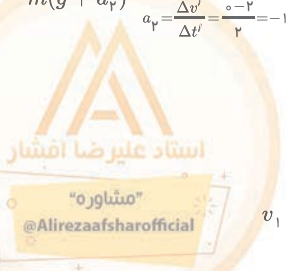 m(g + a₂)
a₂ = Δv′/Δt′ = (۰−۲)/۲ = −۱
استاد علیرضا افشار
"مشاوره"
@Alirezaafsharofficial
v₁